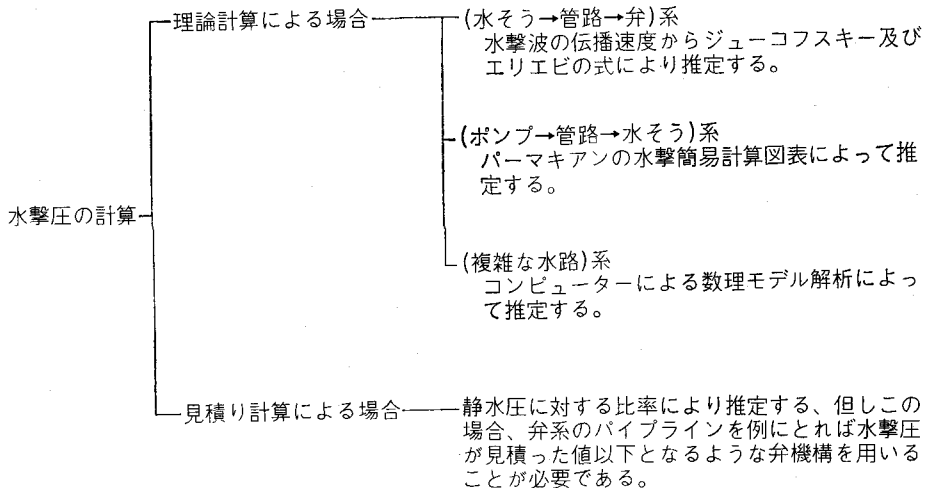 理論計算による場合
(水そう→管路→弁)系
水撃波の伝播速度からジューコフスキー及び
エリエビの式により推定する。
(ポンプ→管路→水そう)系
パーマキアンの水撃簡易計算図表によって推
定する。
水撃圧の計算
(複雑な水路)系
コンピューターによる数理モデル解析によっ
て推定する。
見積り計算による場合
静水圧に対する比率により推定する、但しこの
場合、弁系のパイプラインを例にとれば水撃圧
が見積った値以下となるような弁機構を用いる
ことが必要である。